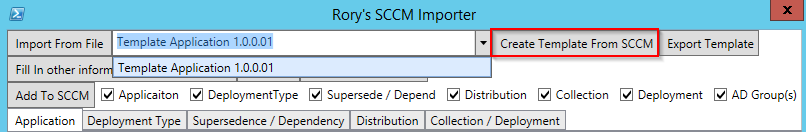 Rory's SCCM Importer
Import From File Template Application 1.0.0.01 Create Template From SCCM Export Template
Template Application 1.0.0.01
Fill In other inform
Add To SCCM Applicaiton DeploymentType Supersede / Depend Distribution Collection Deployment AD Group(s)
Application Deployment Type Supersedence / Dependency Distribution Collection / Deployment